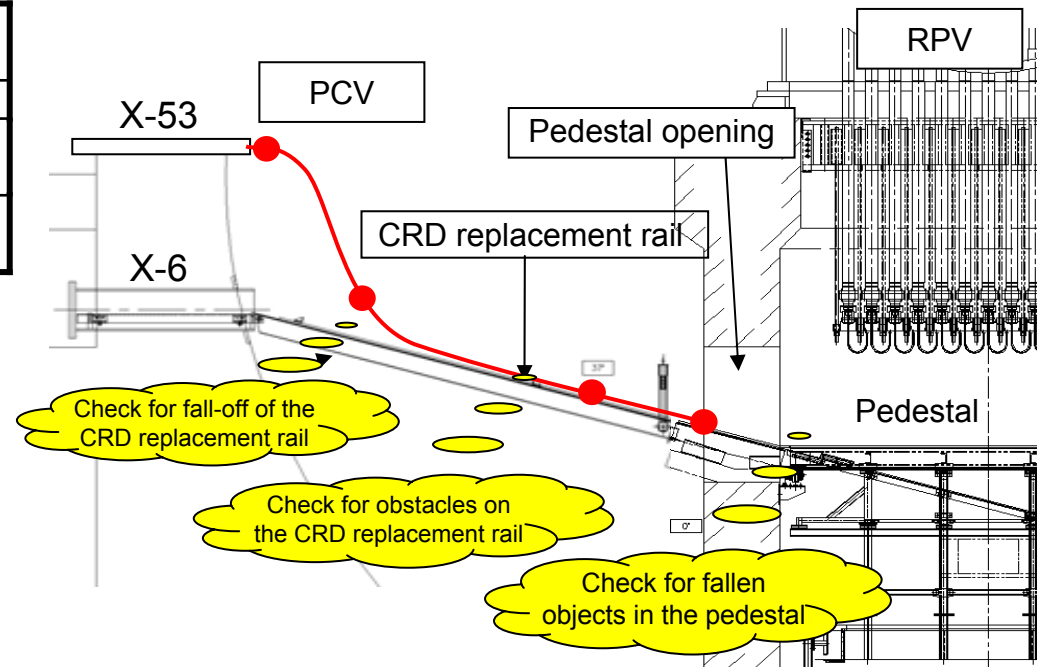 RPV
PCV
X-53
Pedestal opening
CRD replacement rail
X-6
Pedestal
Check for fall-off of the
CRD replacement rail
Check for obstacles on
the CRD replacement rail
0°
Check for fallen
objects in the pedestal